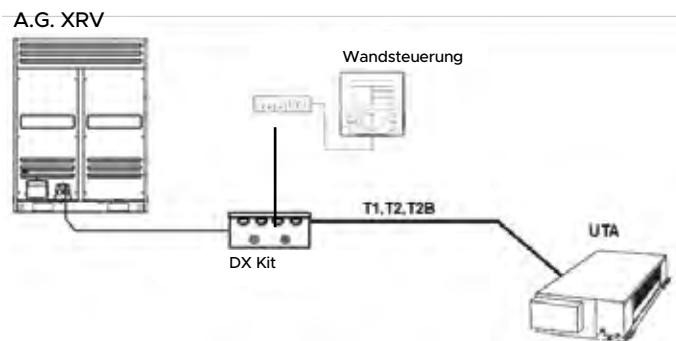 A.G. XRV
Wandsteuerung
T1,T2,T2B
UTA
DX Kit